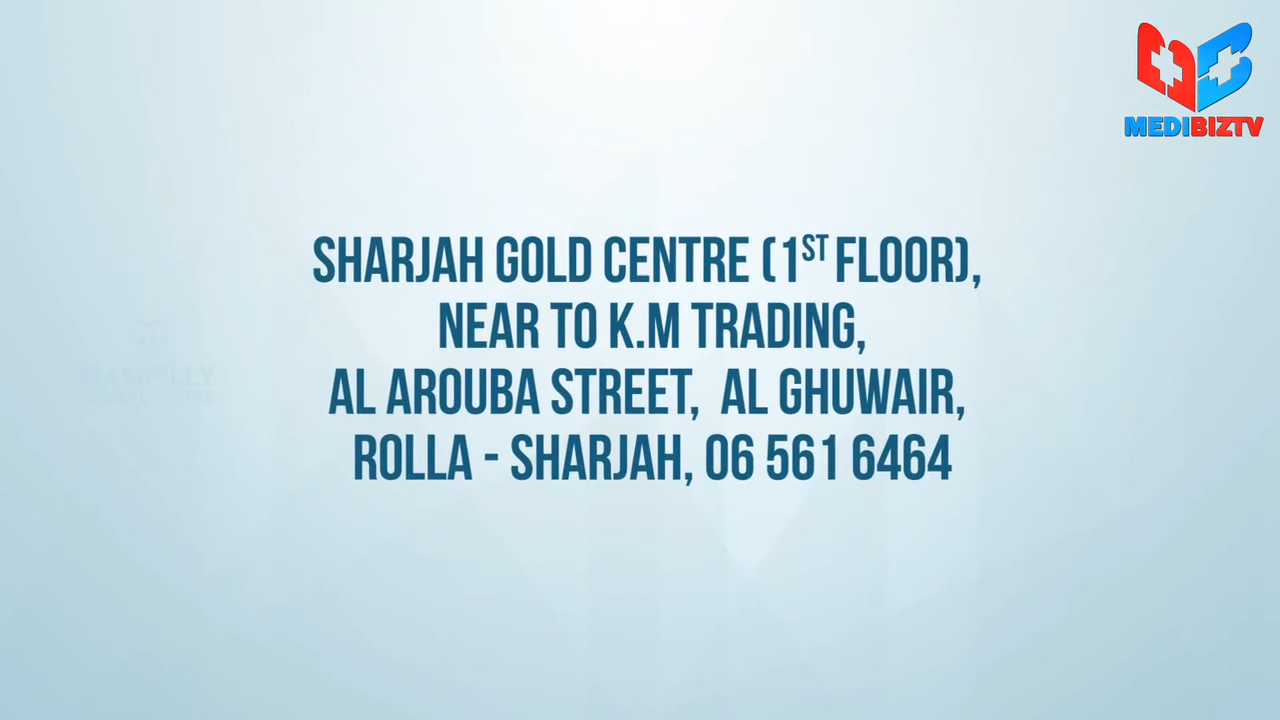 MEDIBIZTV
SHARJAH GOLD CENTRE (1ST FLOOR),
NEAR TO K.M TRADING,
AL AROUBA STREET, AL GHUWAIR,
ROLLA - SHARJAH, 06 561 6464